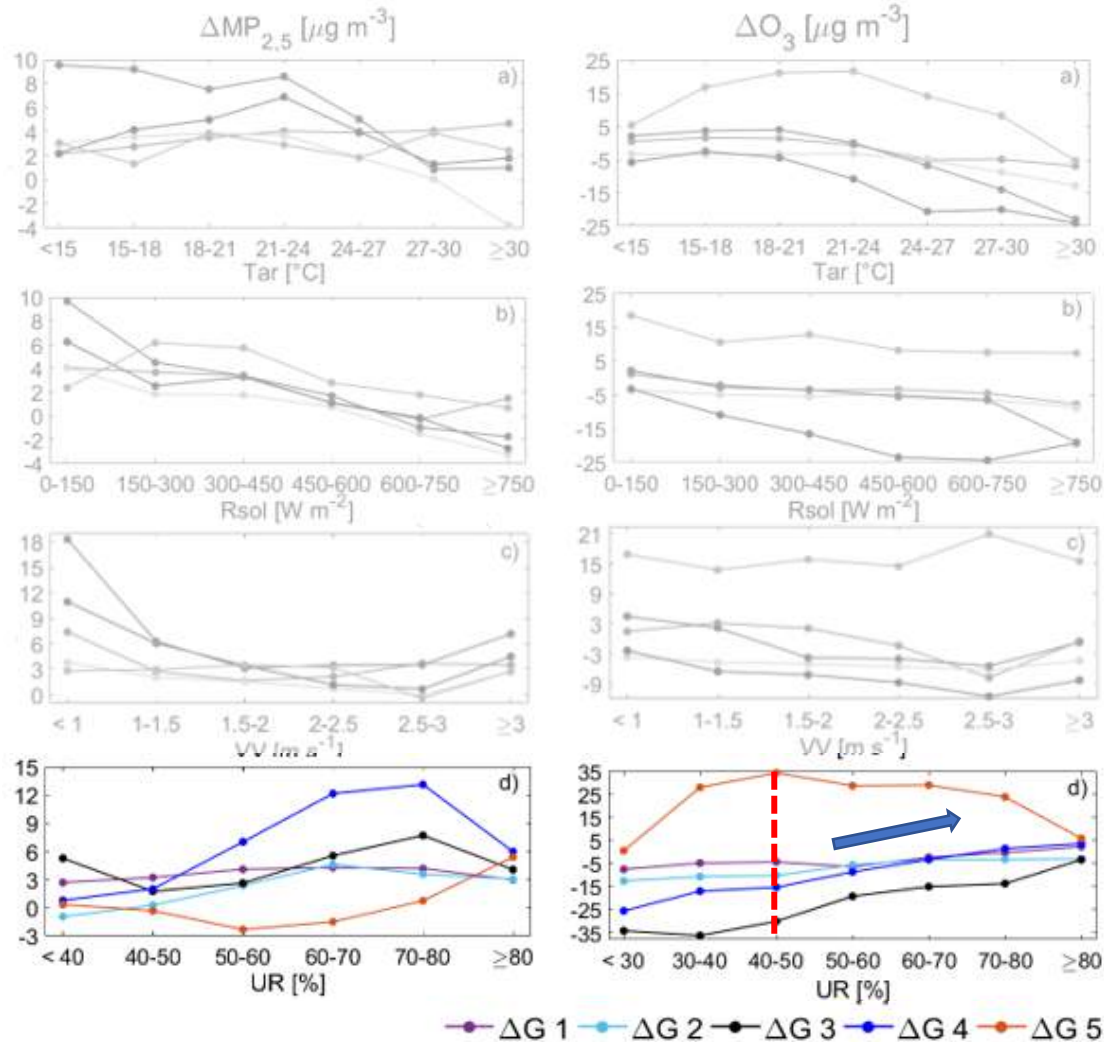 ΔMP2,5 [μg m-3]
ΔO3 [μg m-3]
10 8 6 4 2 0 -2 -4
a)
<15 15-18 18-21 21-24 24-27 27-30 ≥30
Tar [°C]
25 15 5 -5 -15 -25
a)
<15 15-18 18-21 21-24 24-27 27-30 ≥30
Tar [°C]
10 8 6 4 2 0 -2 -4
b)
0-150 150-300 300-450 450-600 600-750 ≥750
Rsol [W m-2]
25 15 5 -5 -15 -25
b)
0-150 150-300 300-450 450-600 600-750 ≥750
Rsol [W m-2]
18 15 12 9 6 3 0
c)
< 1 1-1.5 1.5-2 2-2.5 2.5-3 ≥3
VV [m s-1]
21 15 9 3 -3 -9
c)
< 1 1-1.5 1.5-2 2-2.5 2.5-3 ≥3
VV [m s-1]
15 12 9 6 3 0 -3
d)
< 40 40-50 50-60 60-70 70-80 ≥80
UR [%]
35 25 15 5 -5 -15 -25 -35
d)
< 30 30-40 40-50 50-60 60-70 70-80 ≥80
UR [%]
ΔG 1 ΔG 2 ΔG 3 ΔG 4 ΔG 5